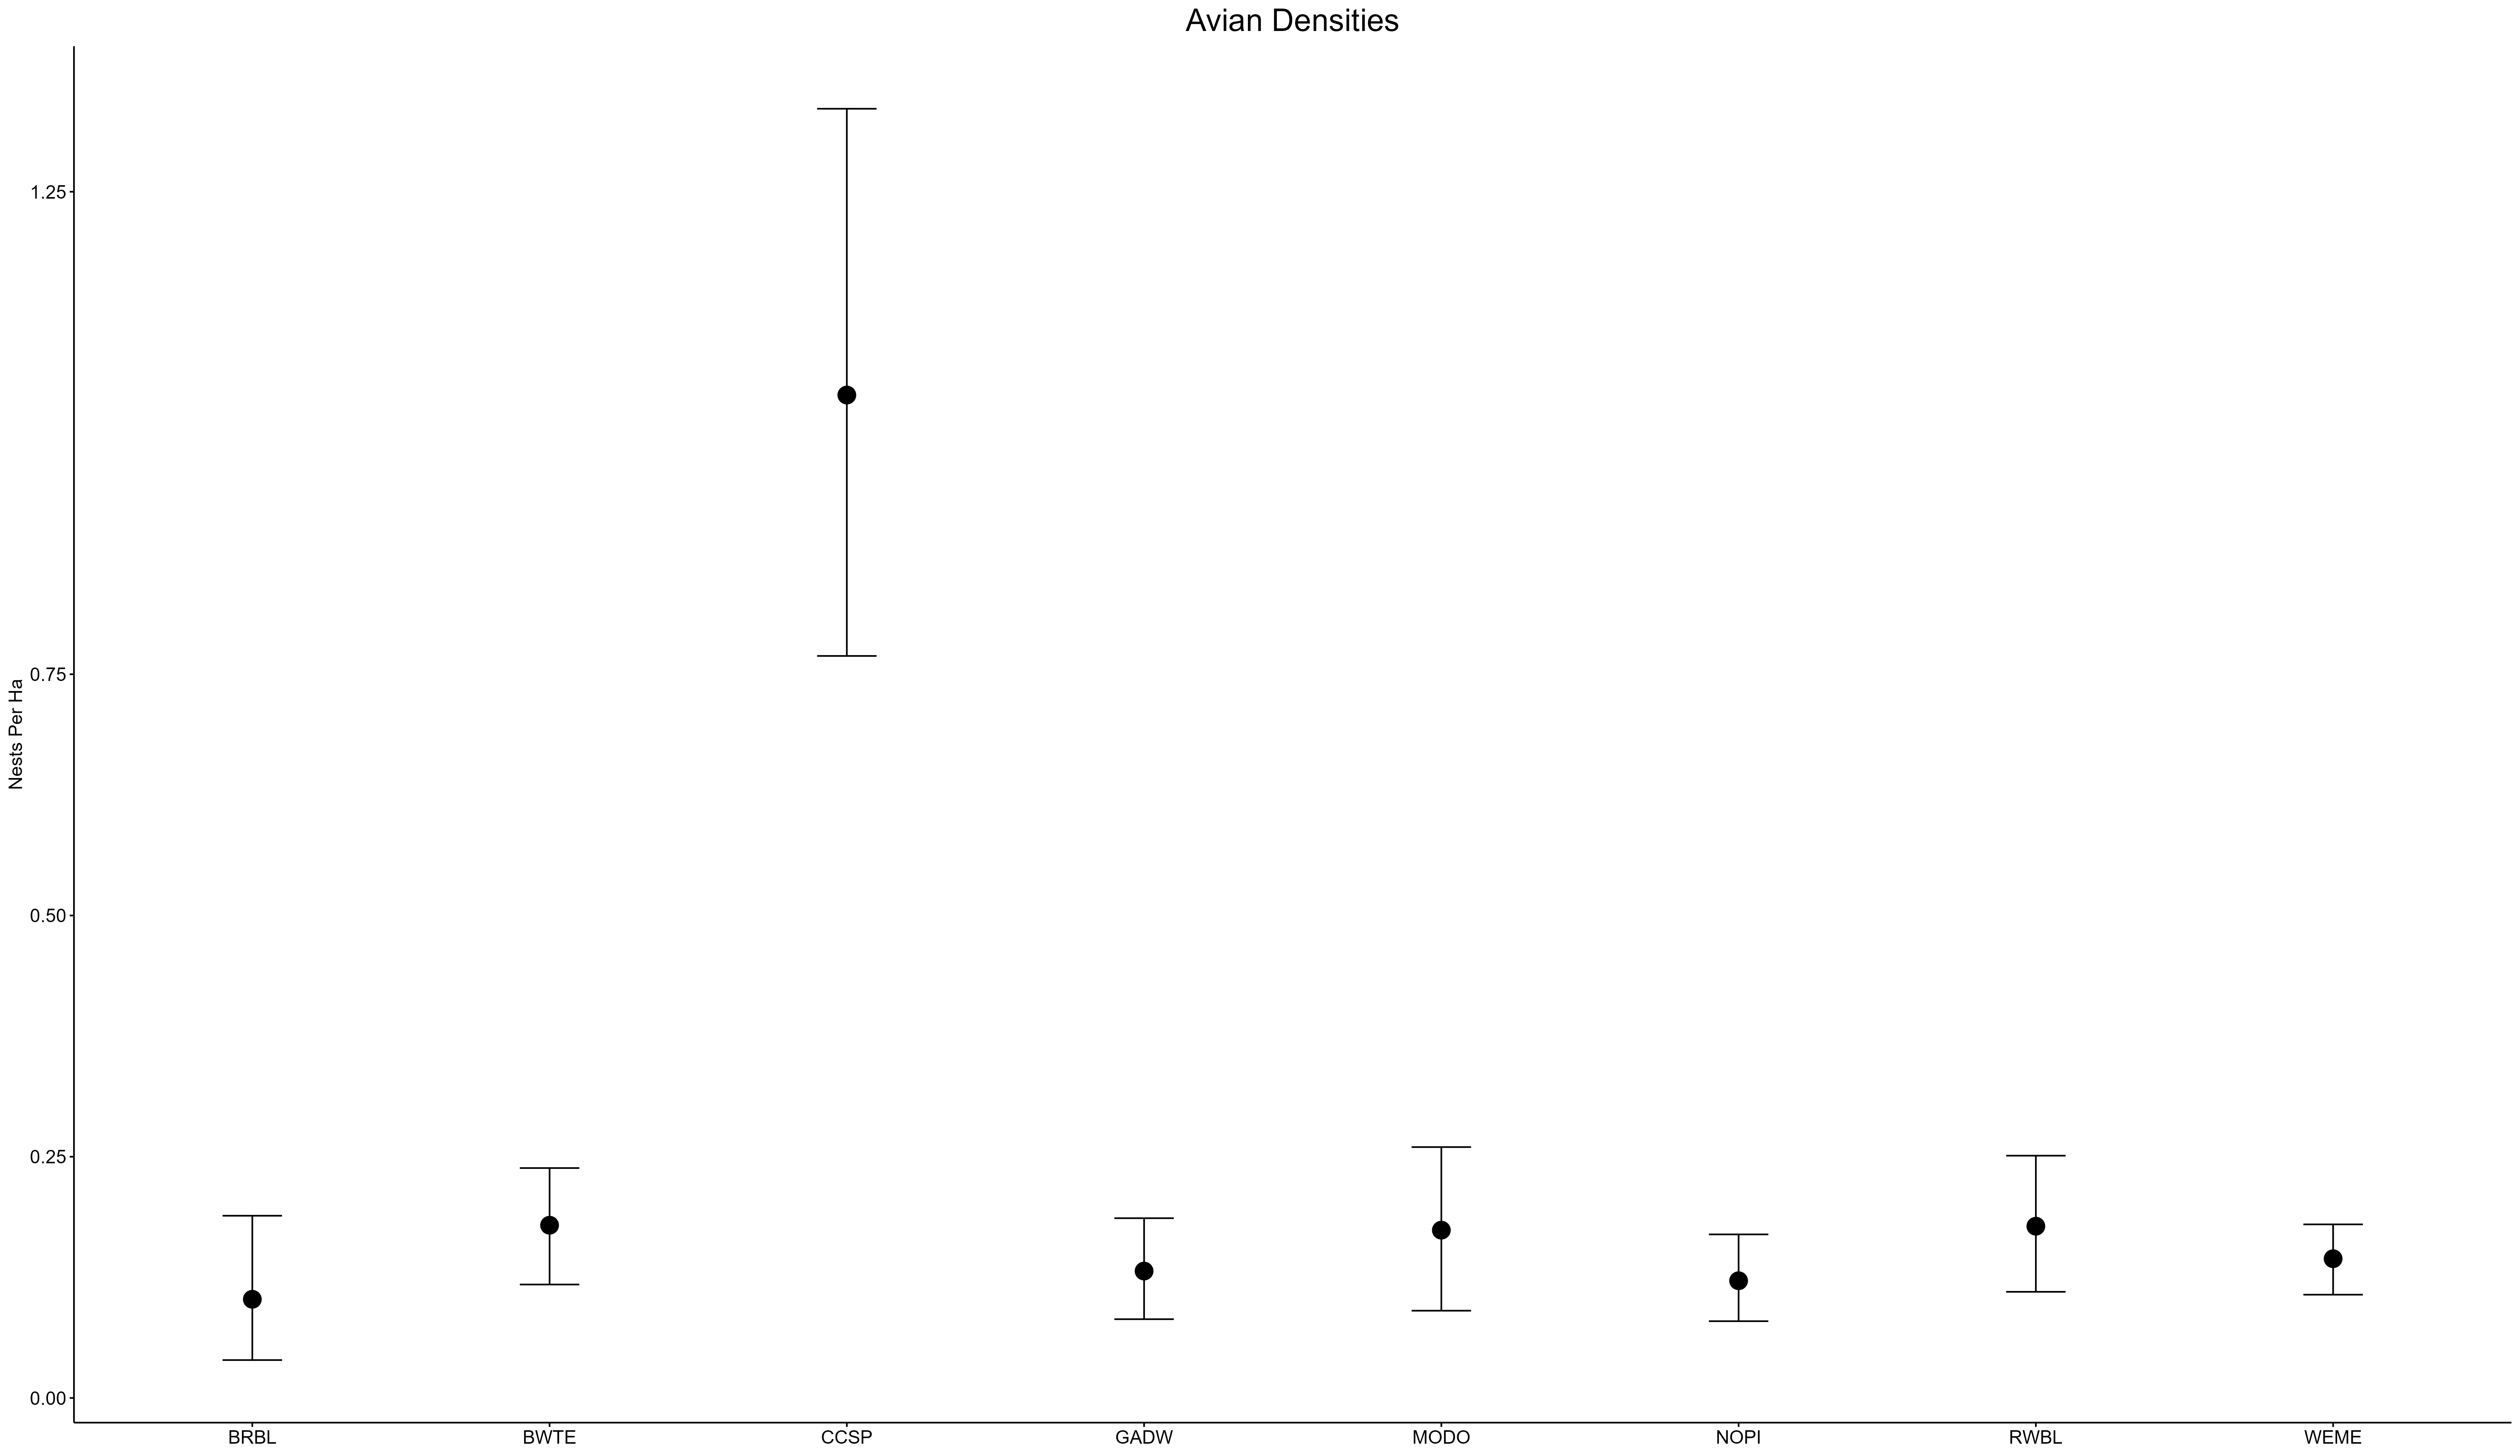 Avian Densities
Nests Per Ha
1.25
0.75
0.50
0.25
0.00
BRBL BWTE CCSP GADW MODO NOPI RWBL WEME